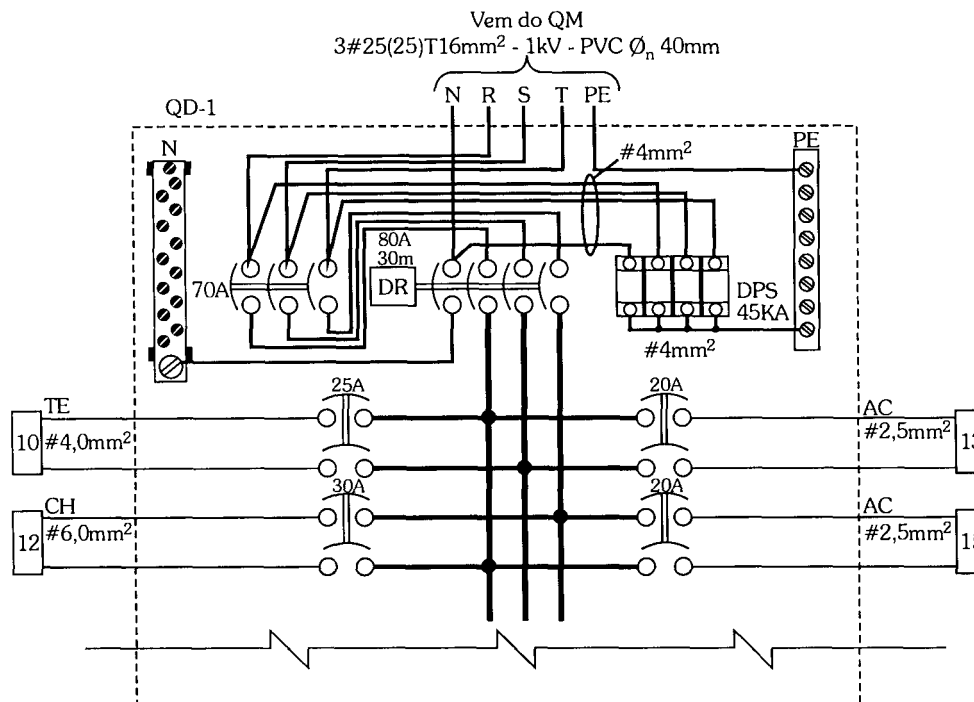 Vem do QM
3#25(25)T16mm² - 1kV - PVC Øₙ 40mm
N R S T PE
QD-1
N
#4mm²
PE
80A
30m
70A
DR
DPS
45KA
#4mm²
25A
20A
TE
AC
10
#4,0mm²
#2,5mm²
13
30A
20A
CH
AC
12
#6,0mm²
#2,5mm²